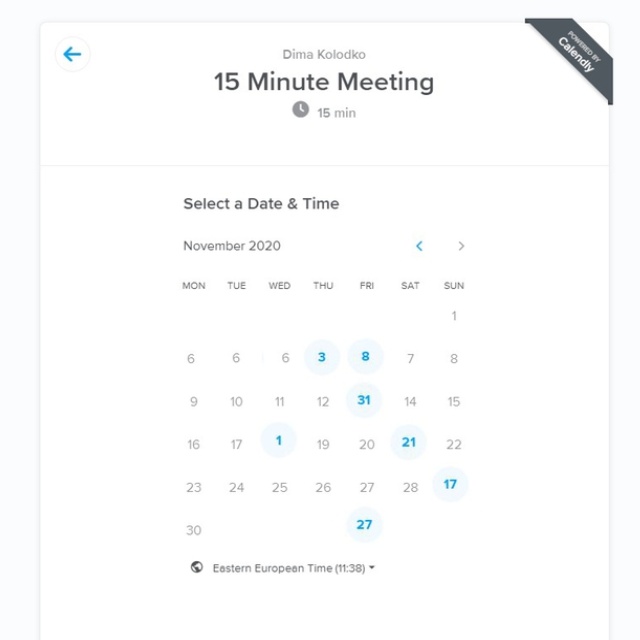 POWERED BY
Calendly
Dima Kolodko
15 Minute Meeting
15 min
Select a Date & Time
November 2020
MON TUE WED THU FRI SAT SUN
1
6 6 6 3 8 7 8
9 10 11 12 31 14 15
16 17 1 19 20 21 22
23 24 25 26 27 28 17
30 27
Eastern European Time (11:38)